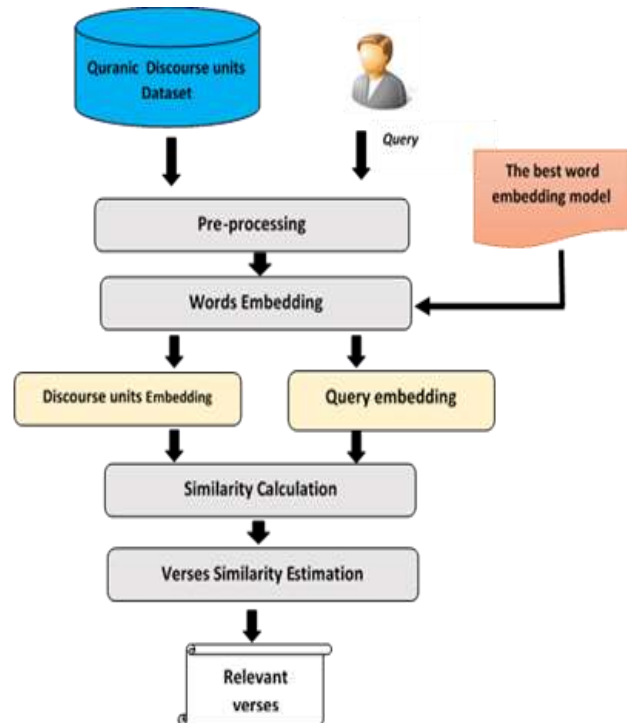 Quranic Discourse units
Dataset
Query
The best word
embedding model
Pre-processing
Words Embedding
Discourse units Embedding
Query embedding
Similarity Calculation
Verses Similarity Estimation
Relevant
verses